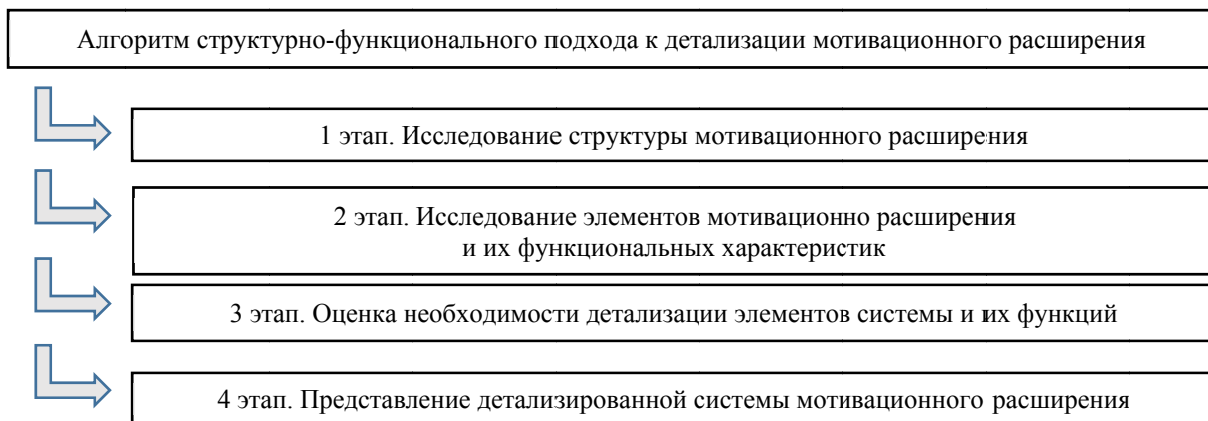 Алгоритм структурно-функционального подхода к детализации мотивационного расширения
1 этап. Исследование структуры мотивационного расширения
2 этап. Исследование элементов мотивационно расширения
и их функциональных характеристик
3 этап. Оценка необходимости детализации элементов системы и их функций
4 этап. Представление детализированной системы мотивационного расширения